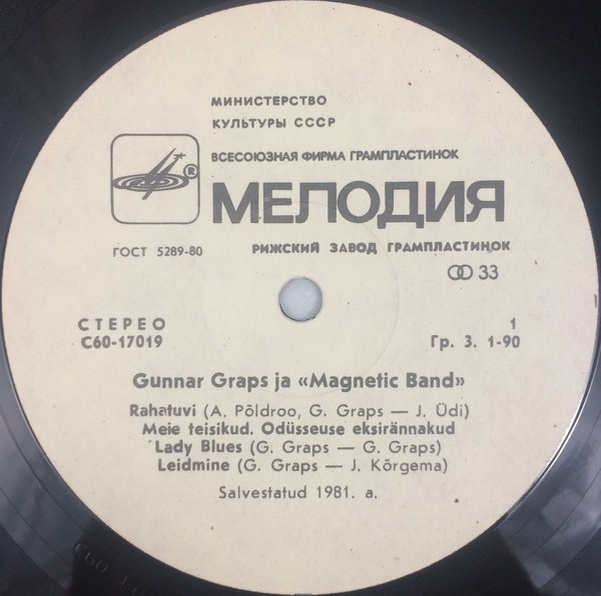 МИНИСТЕРСТВО
КУЛЬТУРЫ СССР
ВСЕСОЮЗНАЯ ФИРМА ГРАМПЛАСТИНОК
®
МЕЛОДИЯ
ГОСТ 5289-80
РИЖСКИЙ ЗАВОД ГРАМПЛАСТИНОК
33
СТЕРЕО
1
С60-17019
Гр. 3. 1-90
Gunnar Graps ja «Magnetic Band»
Rahatuvi (A. Põldroo, G. Graps — J. Üdi)
Meie teisikud. Odüsseuse eksirännakud
Lady Blues (G. Graps — G. Graps)
Leidmine (G. Graps — J. Kõrgema)
Salvestatud 1981. a.